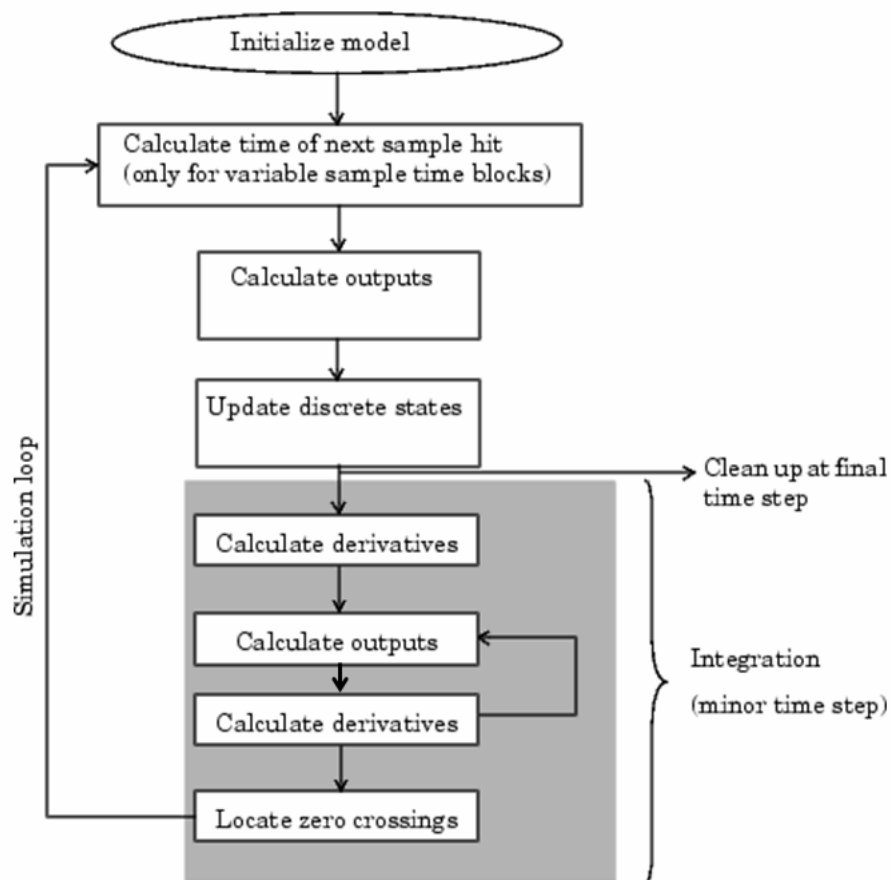 Initialize model
Calculate time of next sample hit
(only for variable sample time blocks)
Calculate outputs
Update discrete states
Clean up at final
time step
Simulation loop
Calculate derivatives
Calculate outputs
Calculate derivatives
Locate zero crossings
Integration
(minor time step)